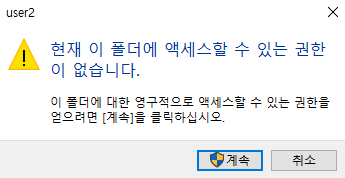 user2
현재 이 폴더에 액세스할 수 있는 권한
이 없습니다.
이 폴더에 대한 영구적으로 액세스할 수 있는 권한을
얻으려면 [계속]을 클릭하십시오.
계속
취소